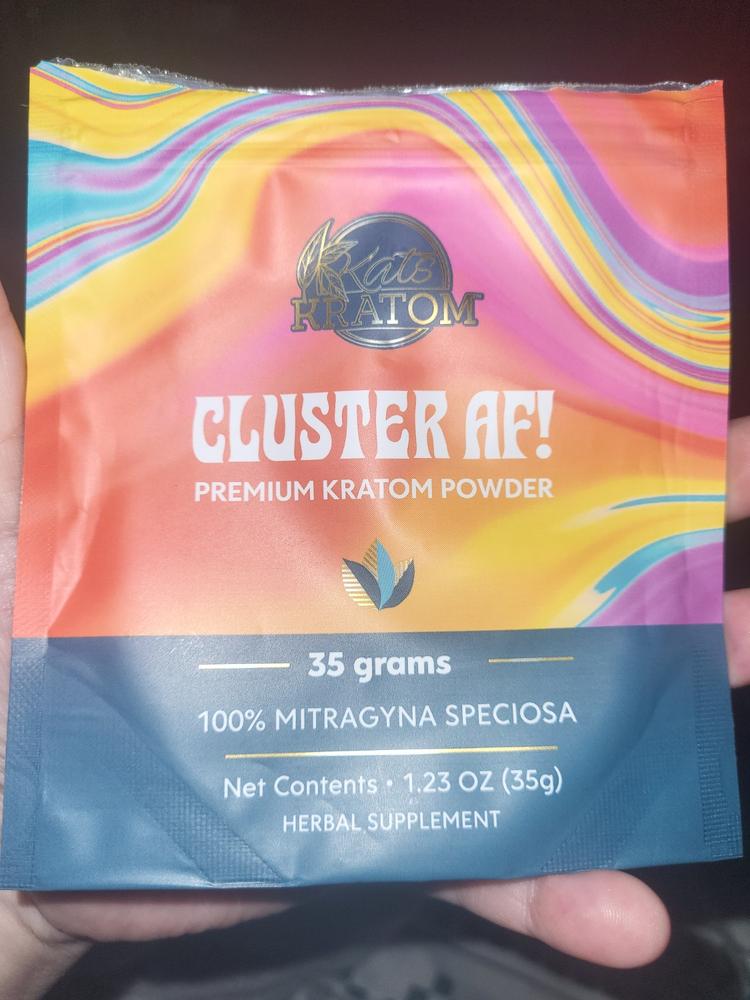 Kats
KRATOM
CLUSTER AF!
PREMIUM KRATOM POWDER
35 grams
100% MITRAGYNA SPECIOSA
Net Contents • 1.23 OZ (35g)
HERBAL SUPPLEMENT